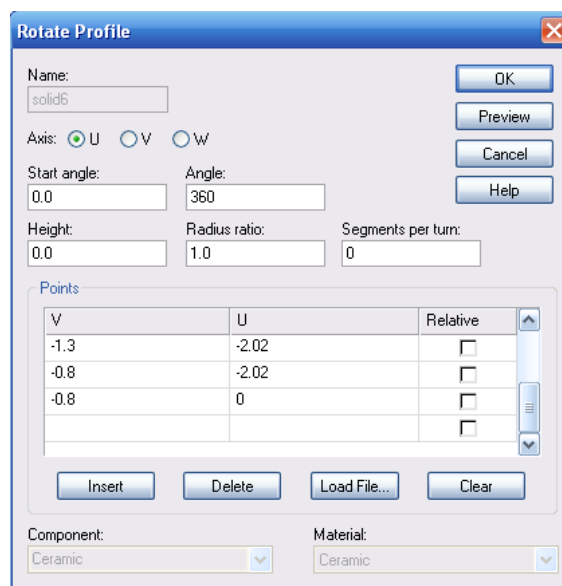 Rotate Profile
Name:
solid6
OK
Preview
Axis: U V W
Cancel
Start angle: Angle:
Help
0.0 360
Height: Radius ratio: Segments per turn:
0.0 1.0 0
Points
V U Relative
-1.3 -2.02
-0.8 -2.02
-0.8 0
Insert Delete Load File... Clear
Component: Material:
Ceramic Ceramic